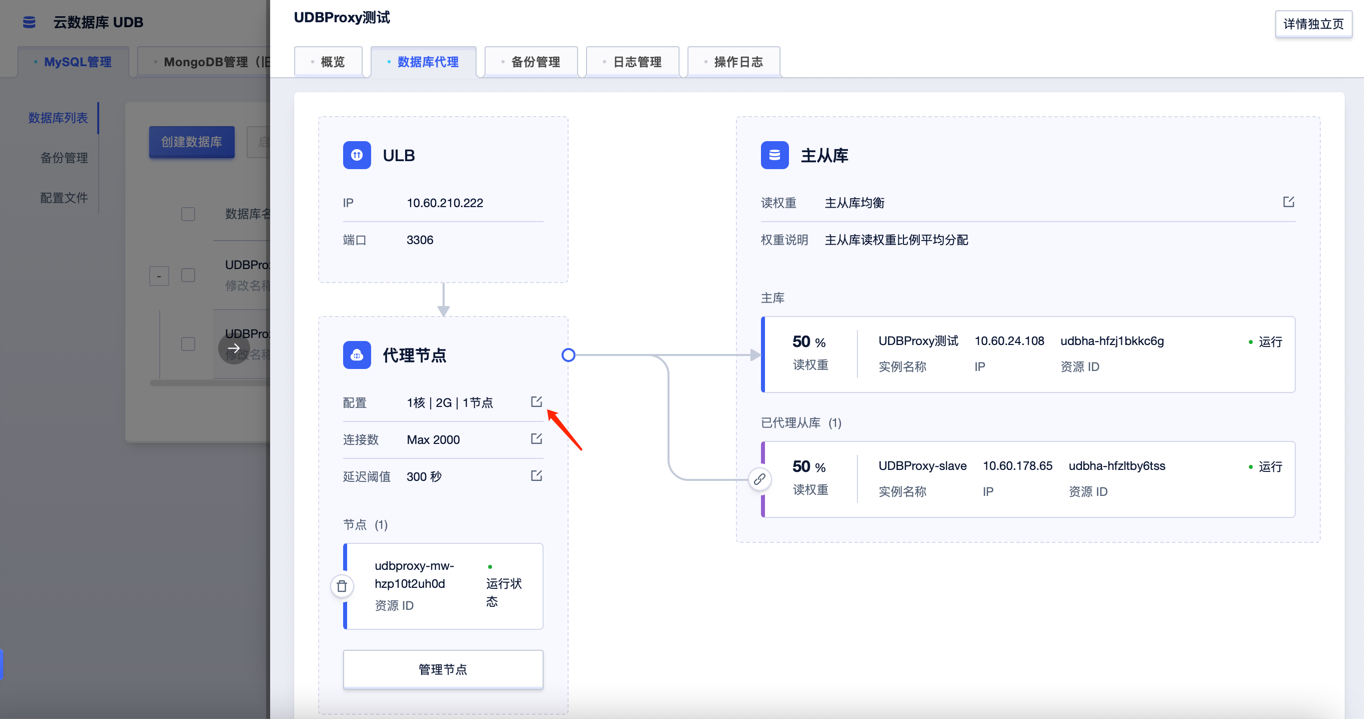 云数据库 UDB
MySQL管理
MongoDB管理（旧
数据库列表
备份管理
配置文件
创建数据库
启
数据库名
UDBPro
修改名称
-
UDBPro
修改名称
UDBProxy测试
详情独立页
概览
数据库代理
备份管理
日志管理
操作日志
ULB
IP 10.60.210.222
端口 3306
代理节点
配置 1核 | 2G | 1节点
连接数 Max 2000
延迟阈值 300 秒
节点 (1)
udbproxy-mw-
hzp10t2uh0d
资源 ID
运行状
态
管理节点
主从库
读权重 主从库均衡
权重说明 主从库读权重比例平均分配
主库
50 % UDBProxy测试 10.60.24.108 udbha-hfzj1bkkc6g 运行
读权重 实例名称 IP 资源 ID
已代理从库 (1)
50 % UDBProxy-slave 10.60.178.65 udbha-hfzltby6tss 运行
读权重 实例名称 IP 资源 ID